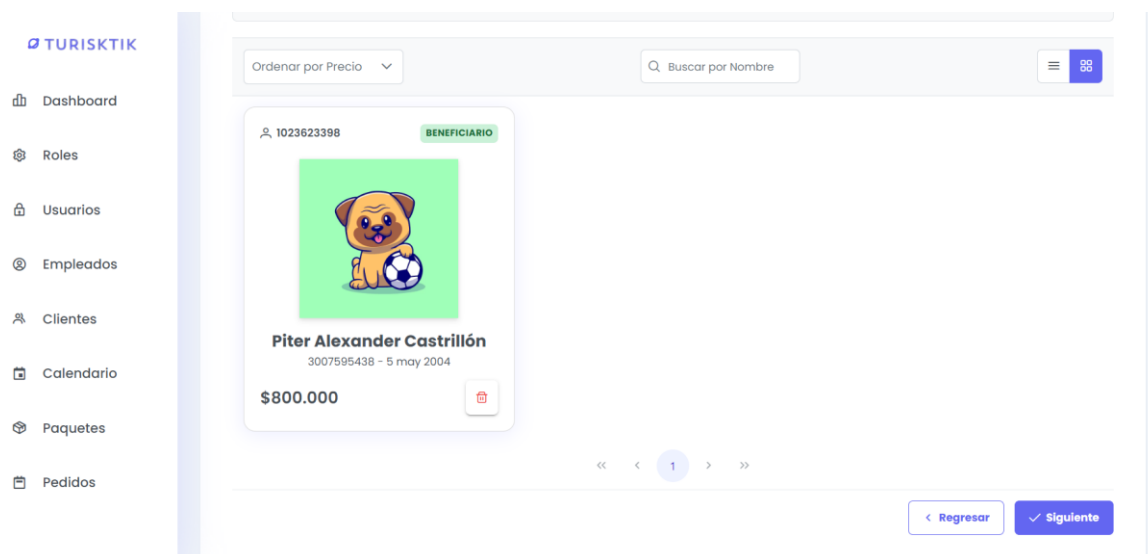 TURISKTIK
Dashboard
Roles
Usuarios
Empleados
Clientes
Calendario
Paquetes
Pedidos
Ordenar por Precio
Buscar por Nombre
1023623398
BENEFICIARIO
Piter Alexander Castrillón
3007595438 - 5 may 2004
$800.000
« < 1 > »
< Regresar
Siguiente